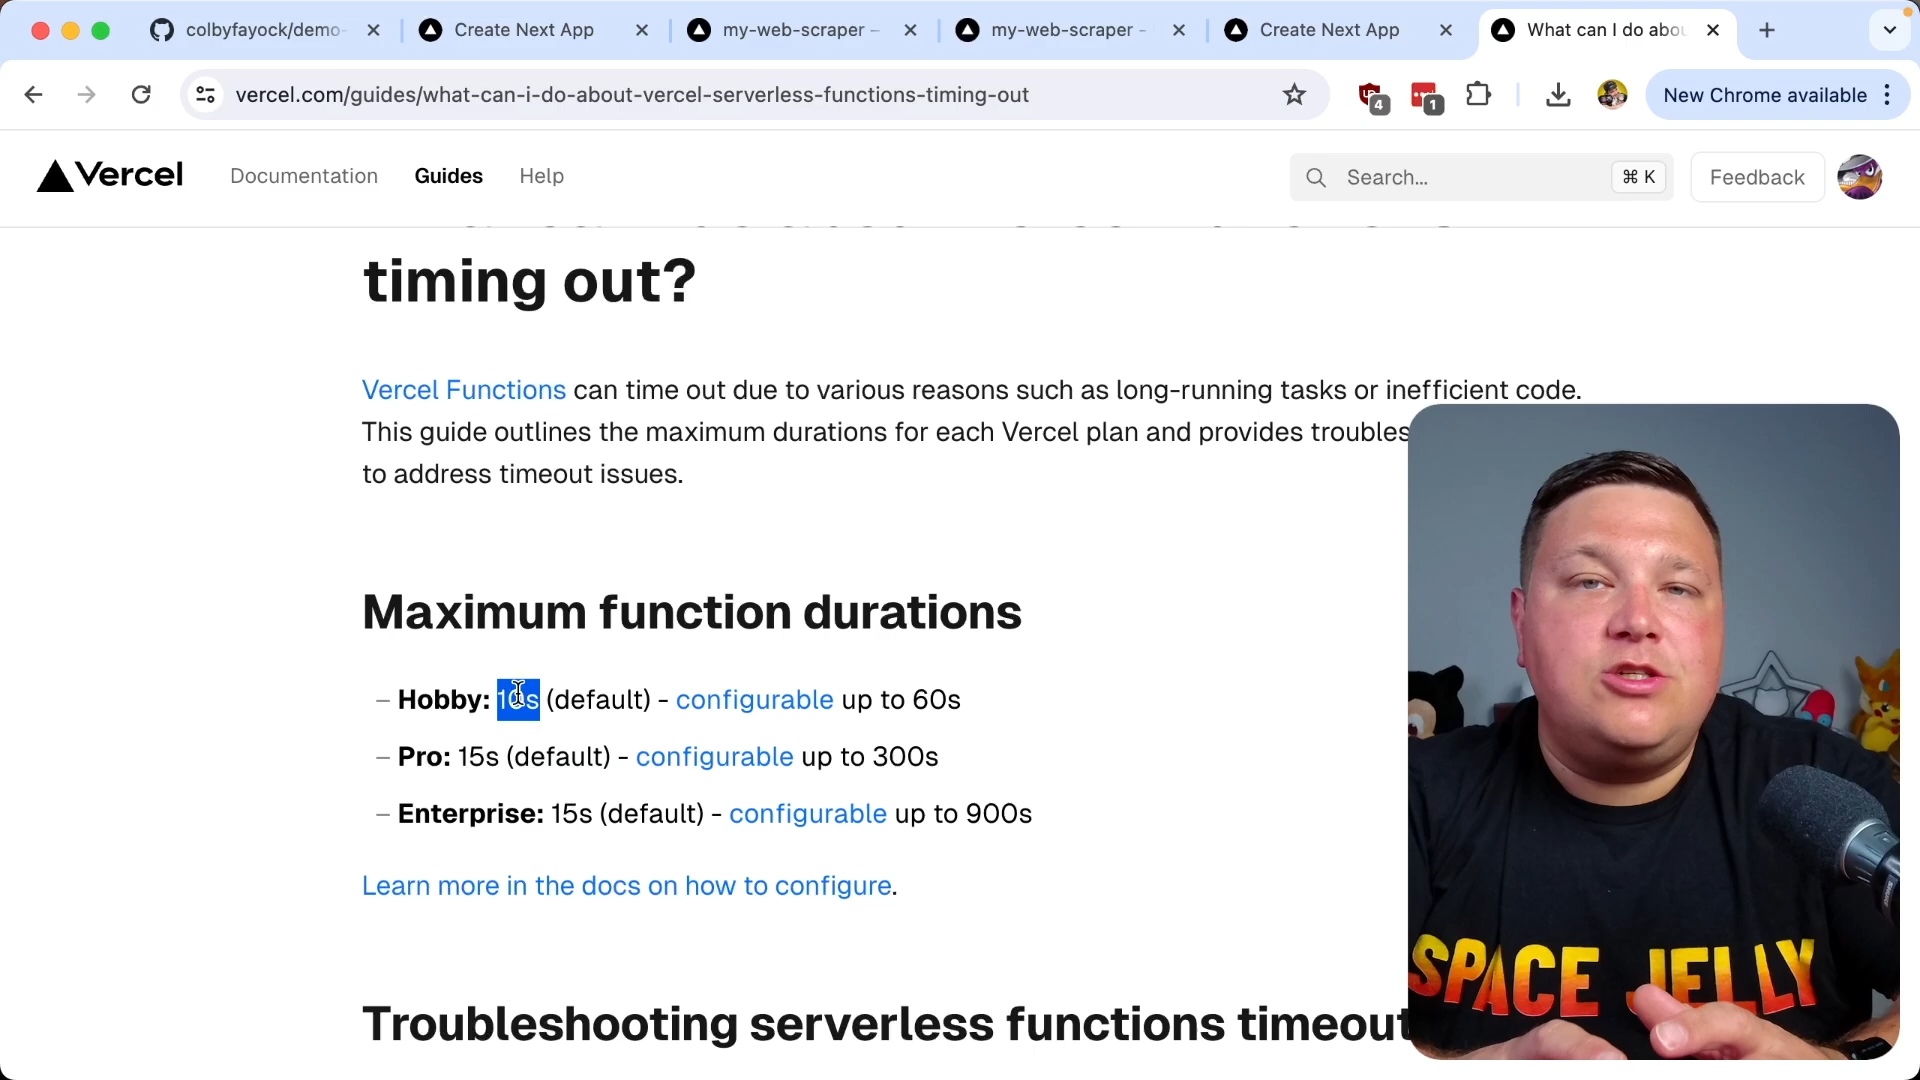 colbyfayock/demo-
Create Next App
my-web-scraper –
my-web-scraper -
Create Next App
What can I do abou
vercel.com/guides/what-can-i-do-about-vercel-serverless-functions-timing-out
4
1
New Chrome available
Vercel
Documentation
Guides
Help
Search...
⌘ K
Feedback
timing out?
Vercel Functions can time out due to various reasons such as long-running tasks or inefficient code.
This guide outlines the maximum durations for each Vercel plan and provides troubles
to address timeout issues.
Maximum function durations
– Hobby: 10s (default) - configurable up to 60s
– Pro: 15s (default) - configurable up to 300s
– Enterprise: 15s (default) - configurable up to 900s
Learn more in the docs on how to configure.
Troubleshooting serverless functions timeout
SPACE JELLY